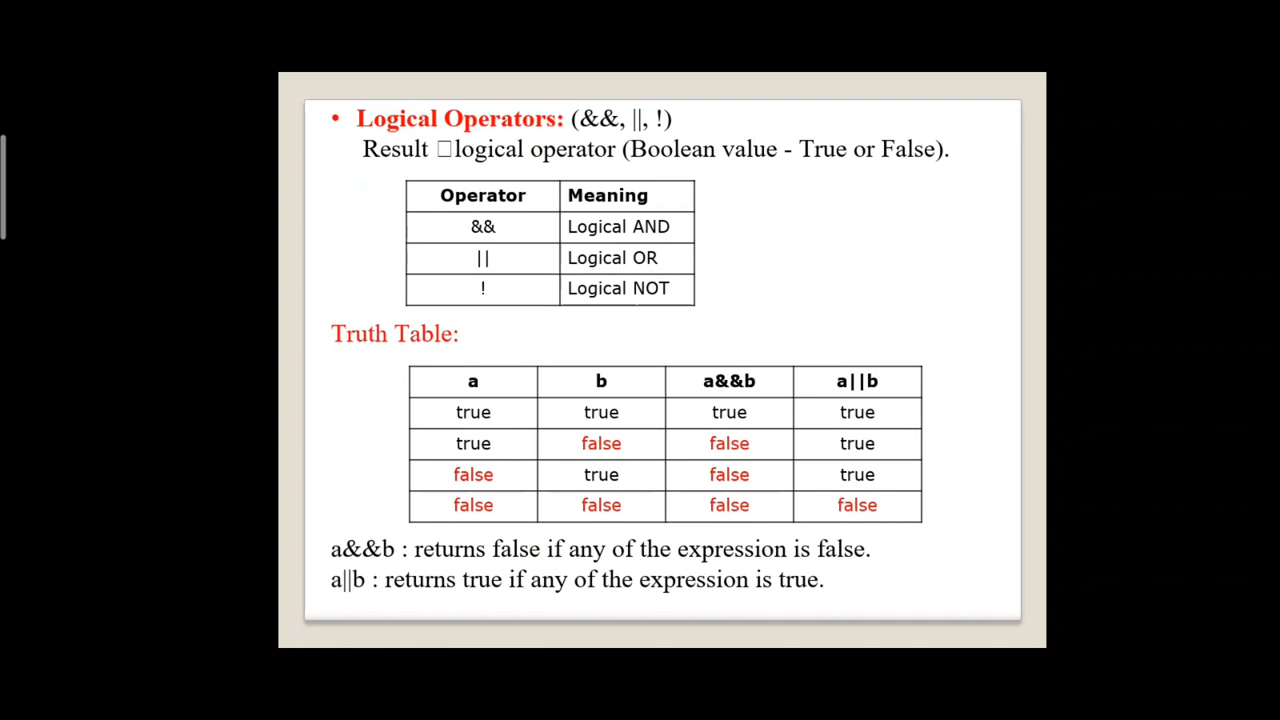 • Logical Operators: (&&, ||, !)
Result □logical operator (Boolean value - True or False).
Operator Meaning
&& Logical AND
|| Logical OR
! Logical NOT
Truth Table:
a b a&&b a||b
true true true true
true false false true
false true false true
false false false false
a&&b : returns false if any of the expression is false.
a||b : returns true if any of the expression is true.